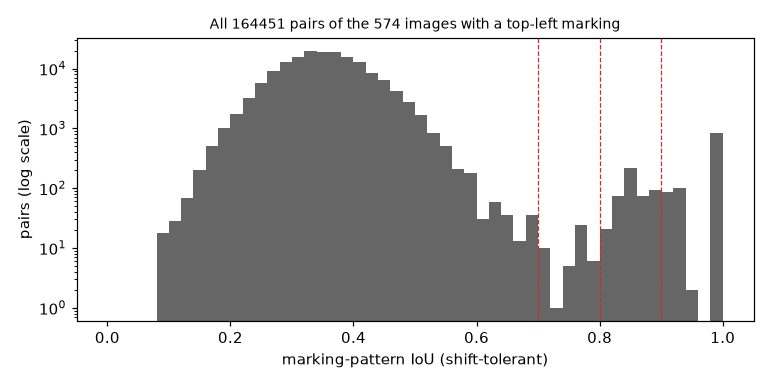 All 164451 pairs of the 574 images with a top-left marking
pairs (log scale)
10⁴
10³
10²
10¹
10⁰
0.0 0.2 0.4 0.6 0.8 1.0
marking-pattern IoU (shift-tolerant)